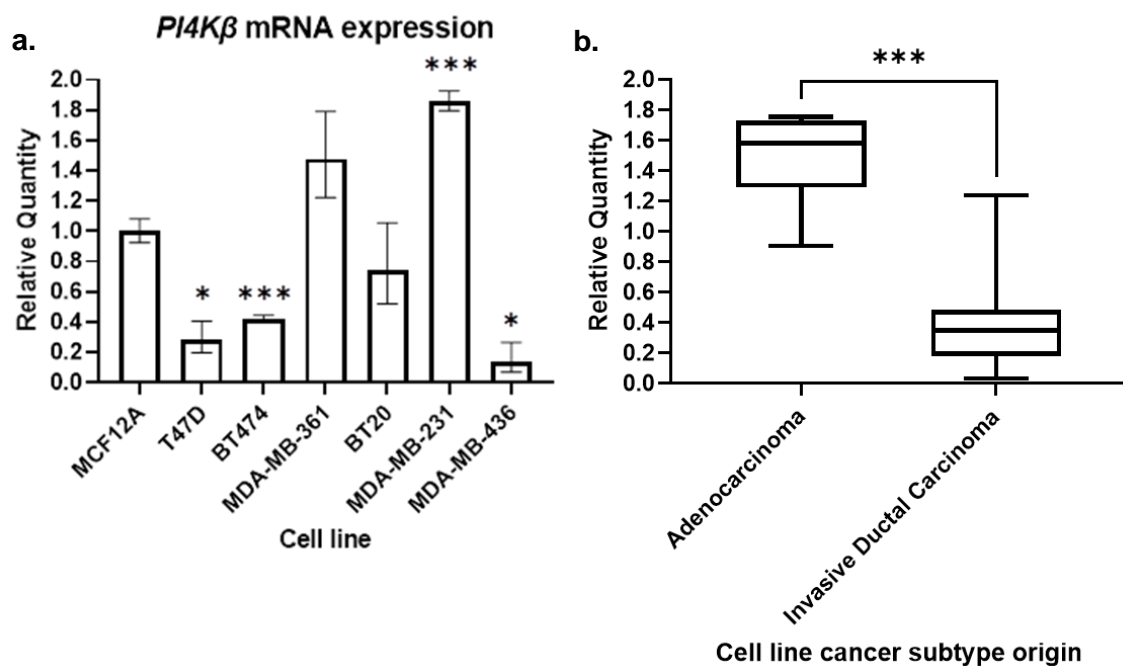 a.
PI4Kβ mRNA expression
***
*
***
*
Relative Quantity
2.0
1.8
1.6
1.4
1.2
1.0
0.8
0.6
0.4
0.2
0.0
MCF12A
T47D
BT474
MDA-MB-361
BT20
MDA-MB-231
MDA-MB-436
Cell line
b.
***
Relative Quantity
2.0
1.8
1.6
1.4
1.2
1.0
0.8
0.6
0.4
0.2
0.0
Adenocarcinoma
Invasive Ductal Carcinoma
Cell line cancer subtype origin